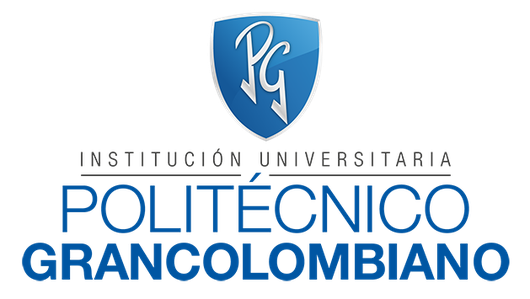 PG
INSTITUCIÓN UNIVERSITARIA
POLITÉCNICO
GRANCOLOMBIANO